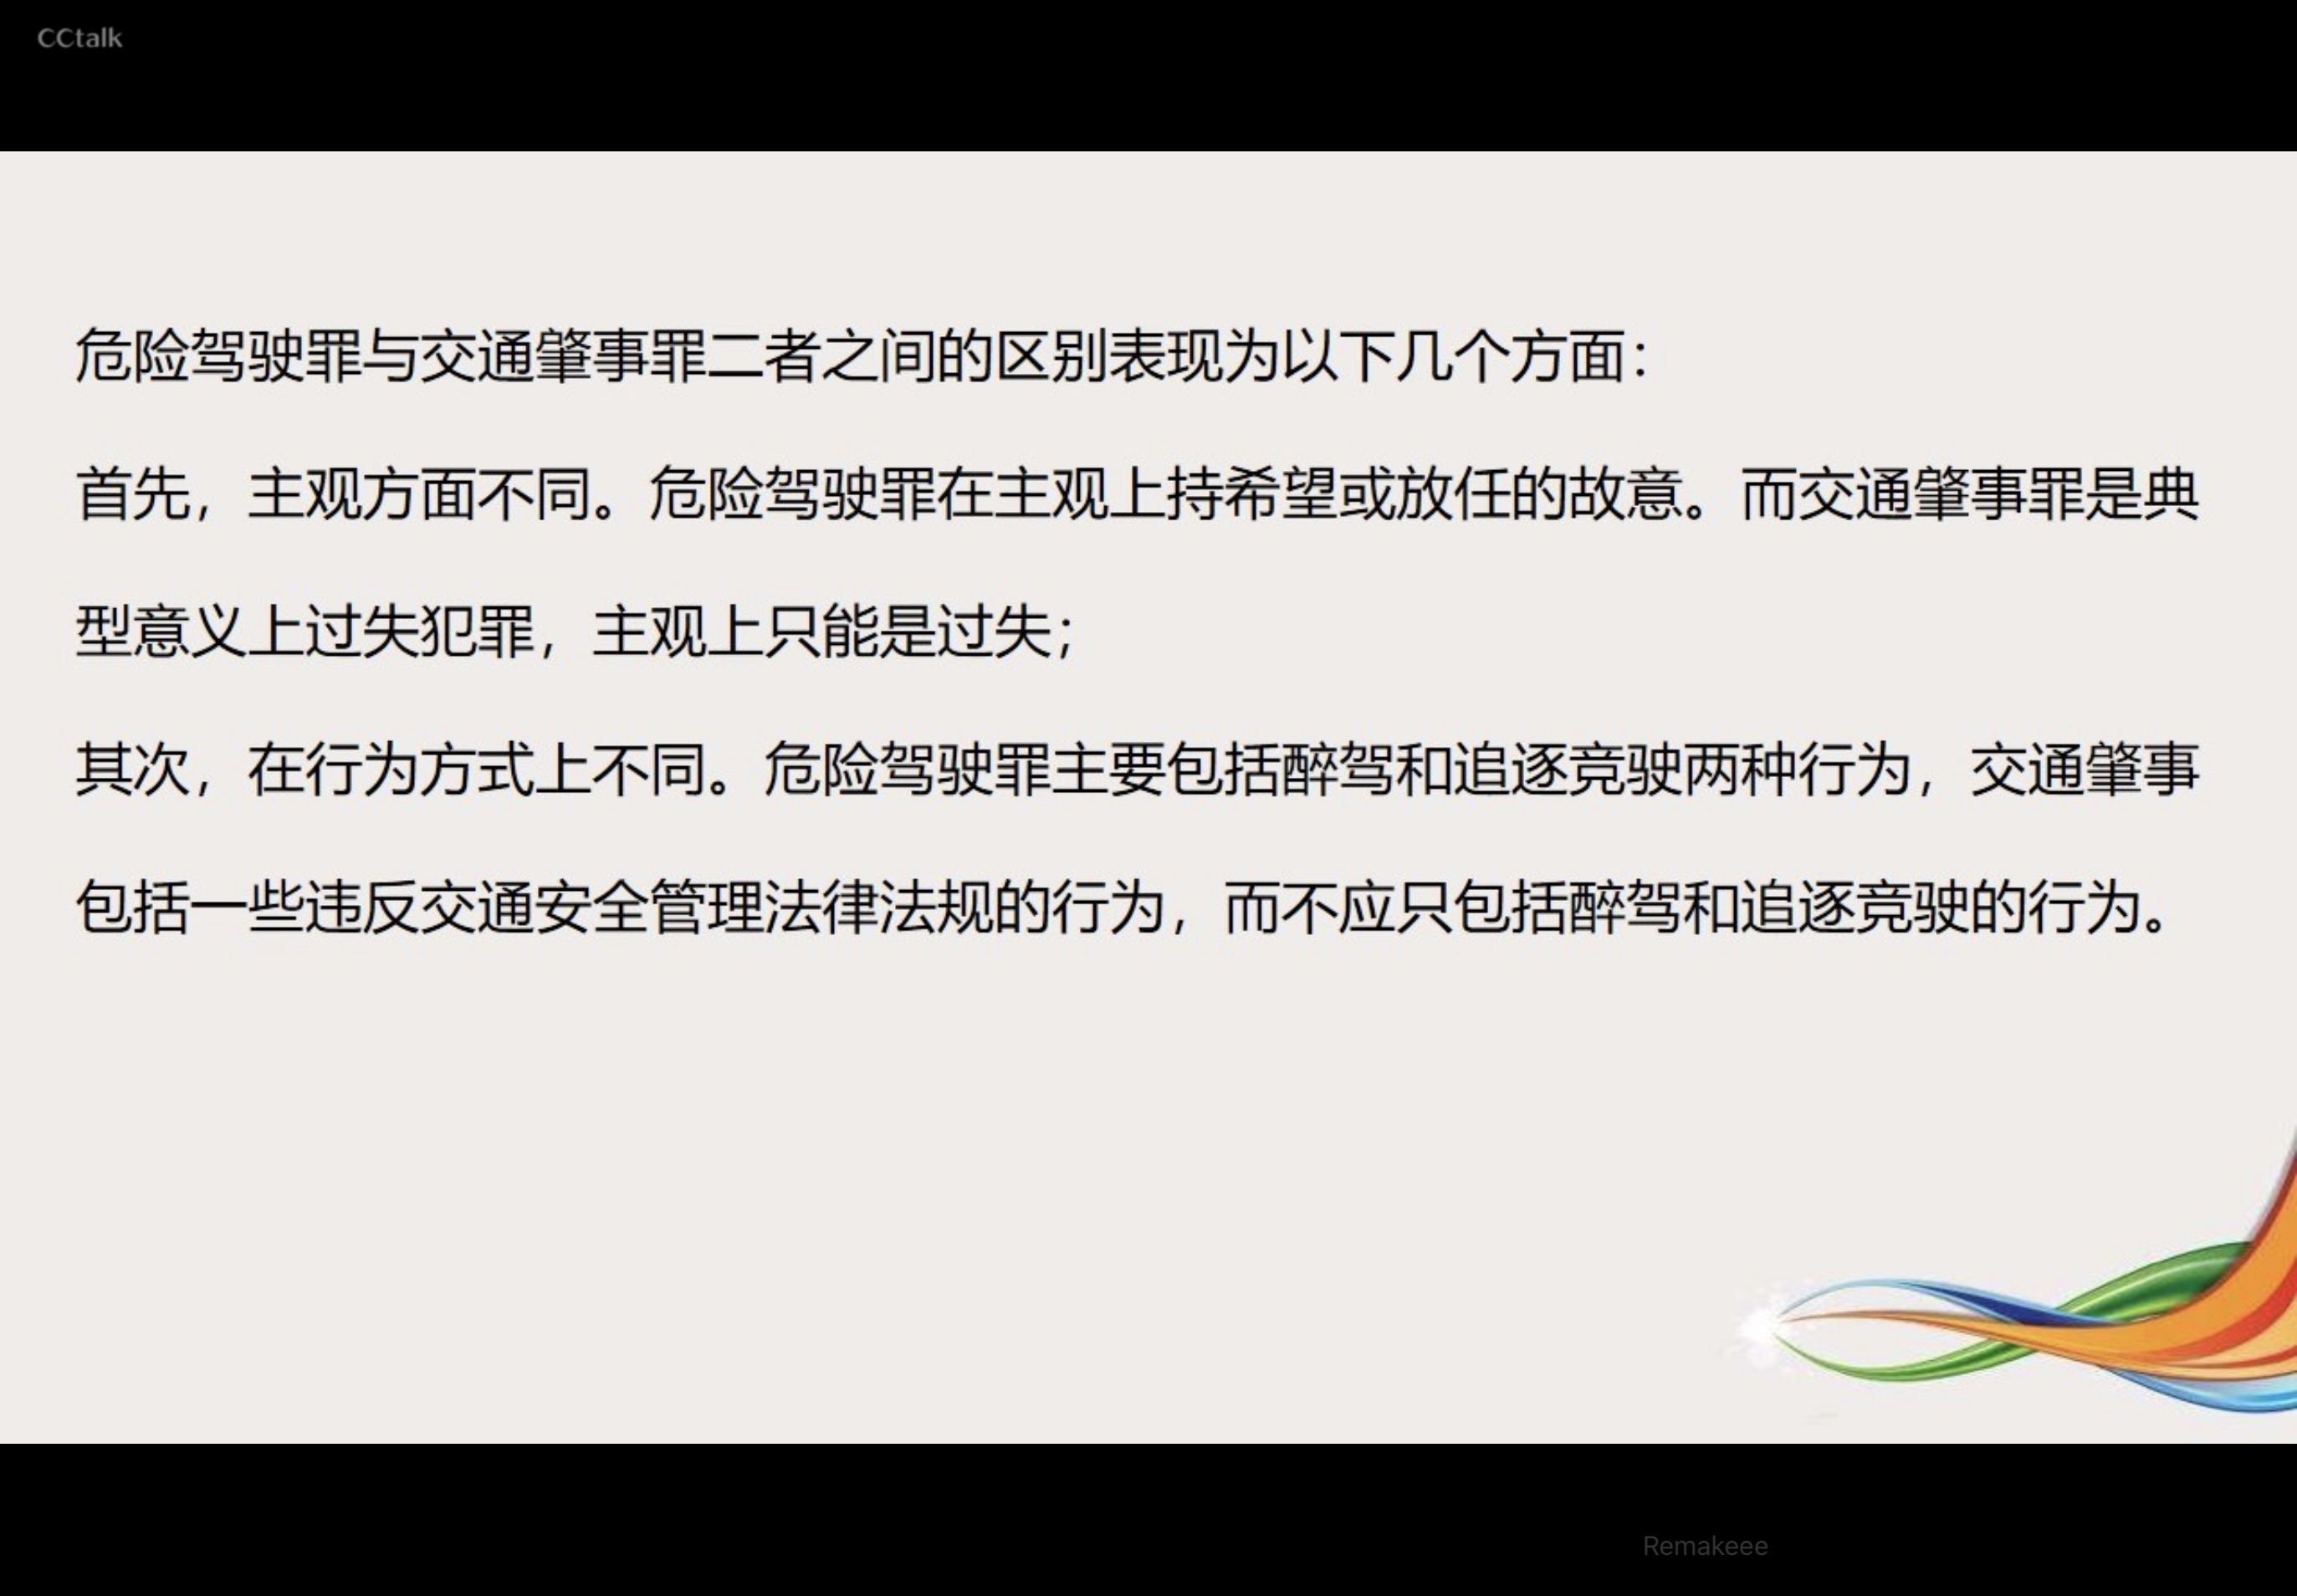 CCtalk
危险驾驶罪与交通肇事罪二者之间的区别表现为以下几个方面：
首先，主观方面不同。危险驾驶罪在主观上持希望或放任的故意。而交通肇事罪是典
型意义上过失犯罪，主观上只能是过失；
其次，在行为方式上不同。危险驾驶罪主要包括醉驾和追逐竞驶两种行为，交通肇事
包括一些违反交通安全管理法律法规的行为，而不应只包括醉驾和追逐竞驶的行为。
Remakeee